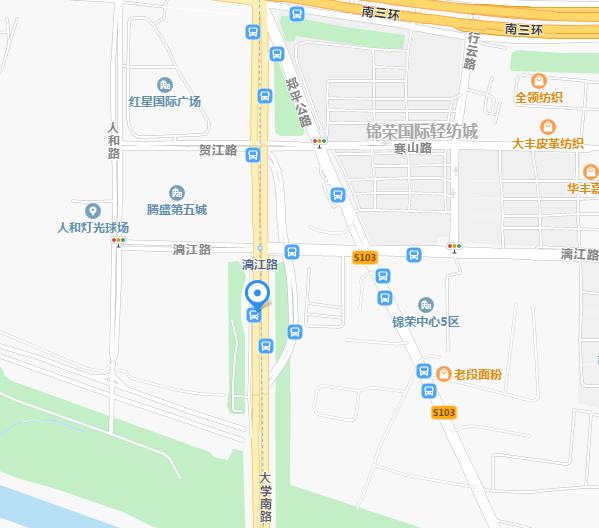 南三环
南三环
行云路
郑平公路
红星国际广场
全领纺织
人和路
锦荣国际轻纺城
贺江路
寒山路
大丰皮革纺织
华丰嘉
腾盛第五城
人和灯光球场
漓江路
漓江路
S103
漓江路
锦荣中心5区
老段面粉
S103
大学南路